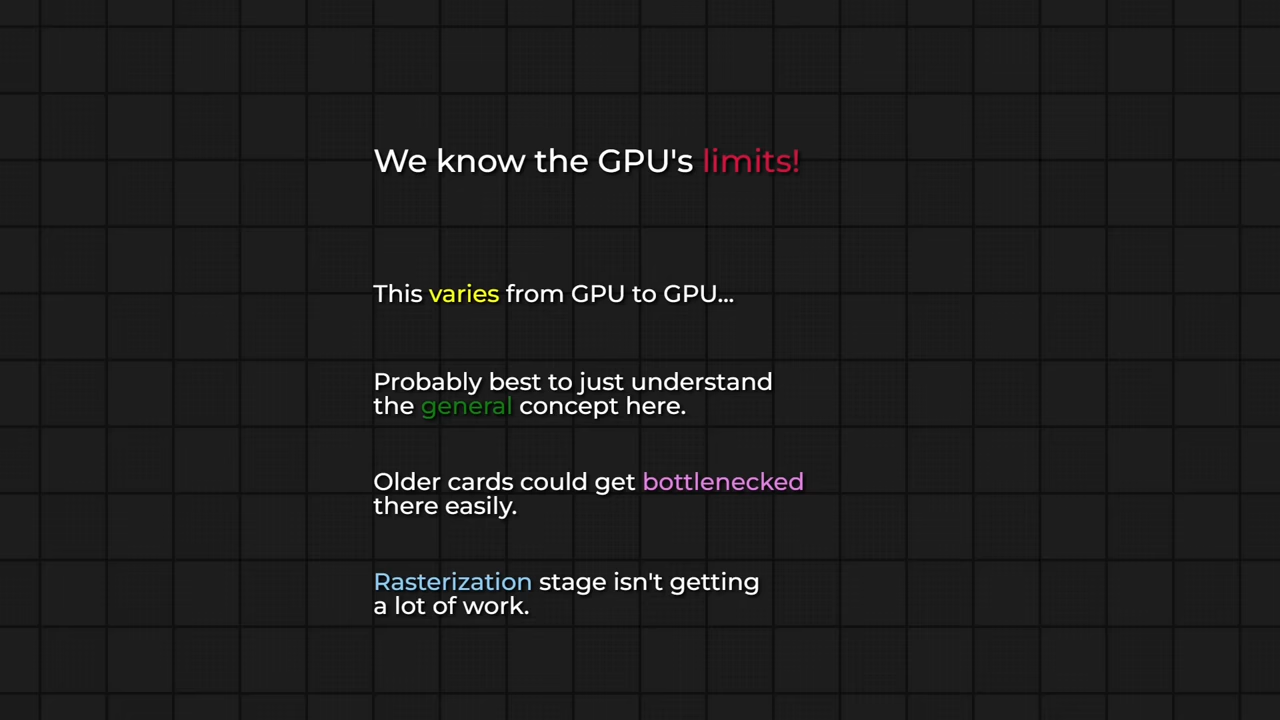 We know the GPU's limits!
This varies from GPU to GPU...
Probably best to just understand
the general concept here.
Older cards could get bottlenecked
there easily.
Rasterization stage isn't getting
a lot of work.